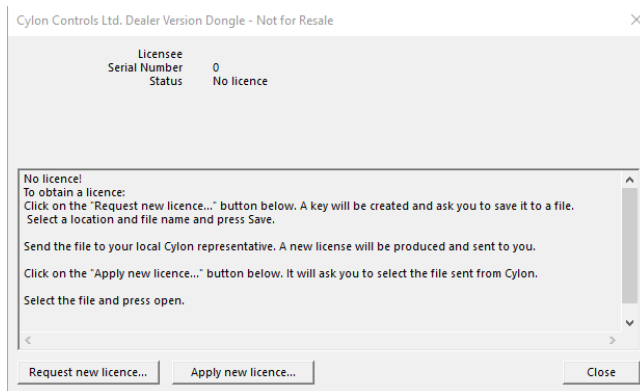 Cylon Controls Ltd. Dealer Version Dongle - Not for Resale
Licensee
Serial Number 0
Status No licence
No licence!
To obtain a licence:
Click on the "Request new licence..." button below. A key will be created and ask you to save it to a file.
Select a location and file name and press Save.
Send the file to your local Cylon representative. A new license will be produced and sent to you.
Click on the "Apply new licence..." button below. It will ask you to select the file sent from Cylon.
Select the file and press open.
Request new licence... Apply new licence... Close